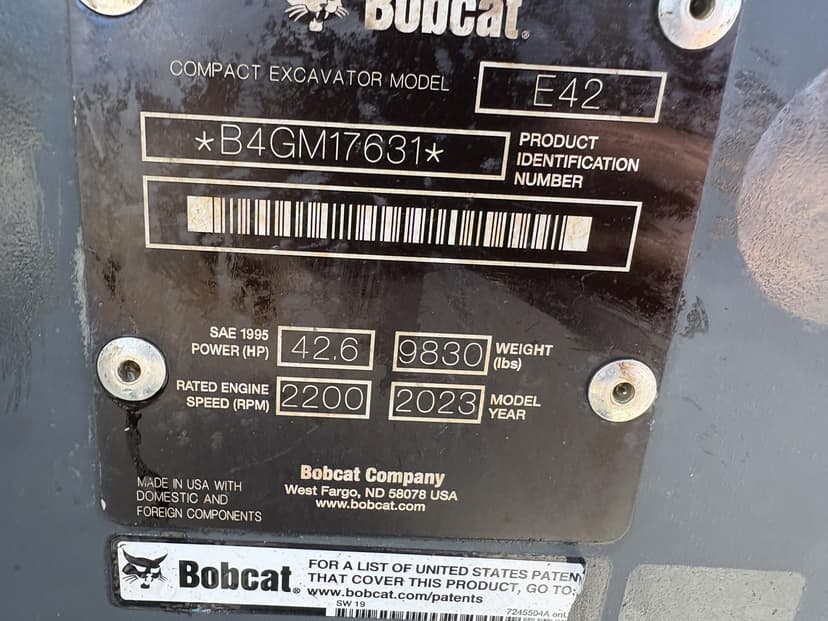 Bobcat®
COMPACT EXCAVATOR MODEL E42
*B4GM17631* PRODUCT
IDENTIFICATION
NUMBER
SAE 1995
POWER (HP) 42.6 9830 WEIGHT
(lbs)
RATED ENGINE
SPEED (RPM) 2200 2023 MODEL
YEAR
Bobcat Company
West Fargo, ND 58078 USA
www.bobcat.com
MADE IN USA WITH
DOMESTIC AND
FOREIGN COMPONENTS
Bobcat®
FOR A LIST OF UNITED STATES PATEN
THAT COVER THIS PRODUCT, GO TO:
www.bobcat.com/patents
SW 19 7245504A enU